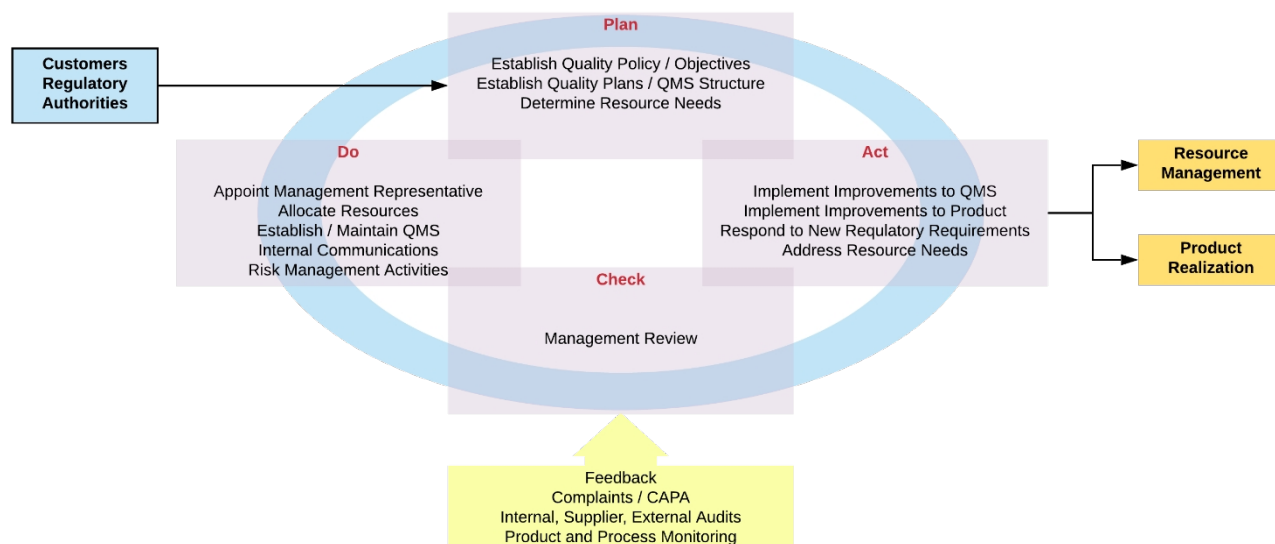 Plan
Establish Quality Policy / Objectives
Establish Quality Plans / QMS Structure
Determine Resource Needs
Customers
Regulatory
Authorities
Do
Appoint Management Representative
Allocate Resources
Establish / Maintain QMS
Internal Communications
Risk Management Activities
Act
Implement Improvements to QMS
Implement Improvements to Product
Respond to New Requlatory Requirements
Address Resource Needs
Resource
Management
Product
Realization
Check
Management Review
Feedback
Complaints / CAPA
Internal, Supplier, External Audits
Product and Process Monitoring